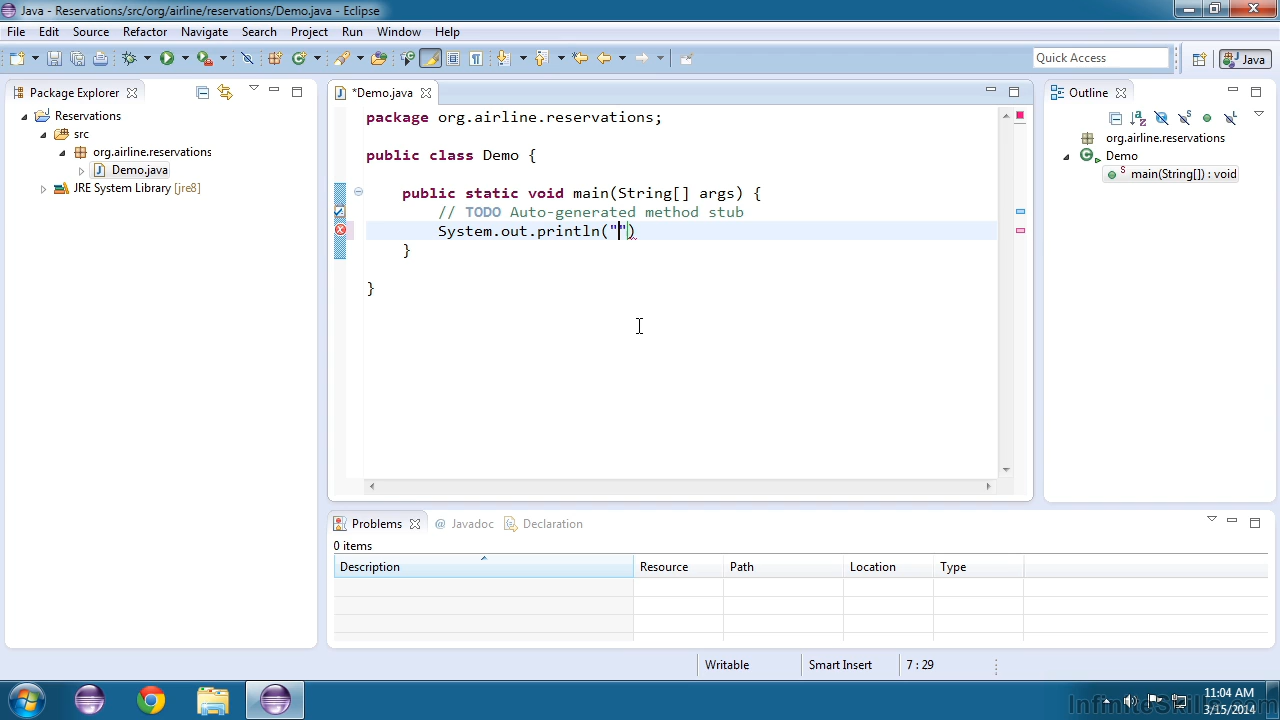 Java - Reservations/src/org/airline/reservations/Demo.java - Eclipse
File Edit Source Refactor Navigate Search Project Run Window Help
Quick Access
Java
Package Explorer
Reservations
src
org.airline.reservations
Demo.java
JRE System Library [jre8]
*Demo.java
package org.airline.reservations;
public class Demo {
public static void main(String[] args) {
// TODO Auto-generated method stub
System.out.println("")
}
}
Outline
org.airline.reservations
Demo
main(String[]) : void
Problems @ Javadoc Declaration
0 items
Description Resource Path Location Type
Writable Smart Insert 7 : 29
11:04 AM
3/15/2014
InfiniteSkills.com